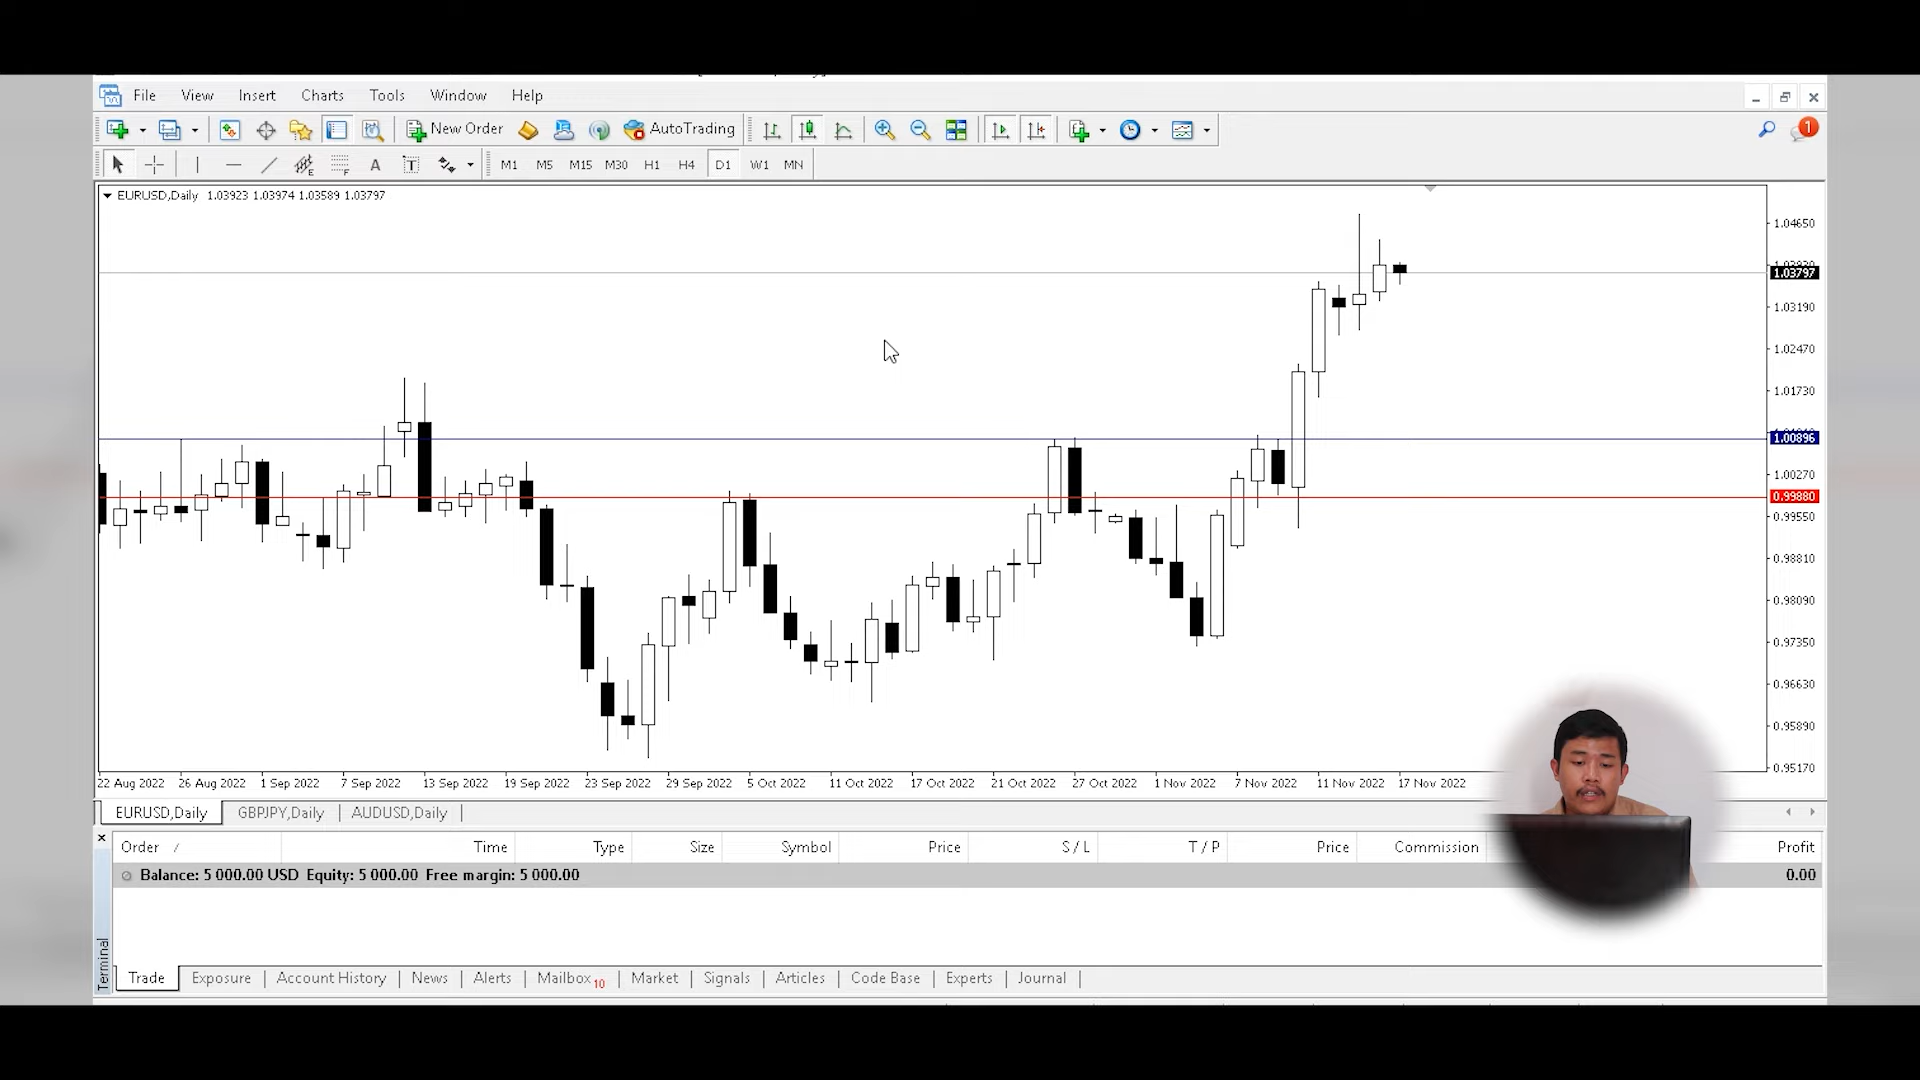 File View Insert Charts Tools Window Help
New Order AutoTrading 1
A T M1 M5 M15 M30 H1 H4 D1 W1 MN
EURUSD,Daily 1.03923 1.03974 1.03589 1.03797
1.04650
1.03797
1.03190
1.02470
1.01730
1.00896
1.00270
0.99880
0.99550
0.98810
0.98090
0.97350
0.96630
0.95890
0.95170
22 Aug 2022 26 Aug 2022 1 Sep 2022 7 Sep 2022 13 Sep 2022 19 Sep 2022 23 Sep 2022 29 Sep 2022 5 Oct 2022 11 Oct 2022 17 Oct 2022 21 Oct 2022 27 Oct 2022 1 Nov 2022 7 Nov 2022 11 Nov 2022 17 Nov 2022
EURUSD,Daily GBPJPY,Daily AUDUSD,Daily
Order / Time Type Size Symbol Price S / L T / P Price Commission Profit
Balance: 5 000.00 USD Equity: 5 000.00 Free margin: 5 000.00 0.00
Terminal
Trade Exposure Account History News Alerts Mailbox 10 Market Signals Articles Code Base Experts Journal